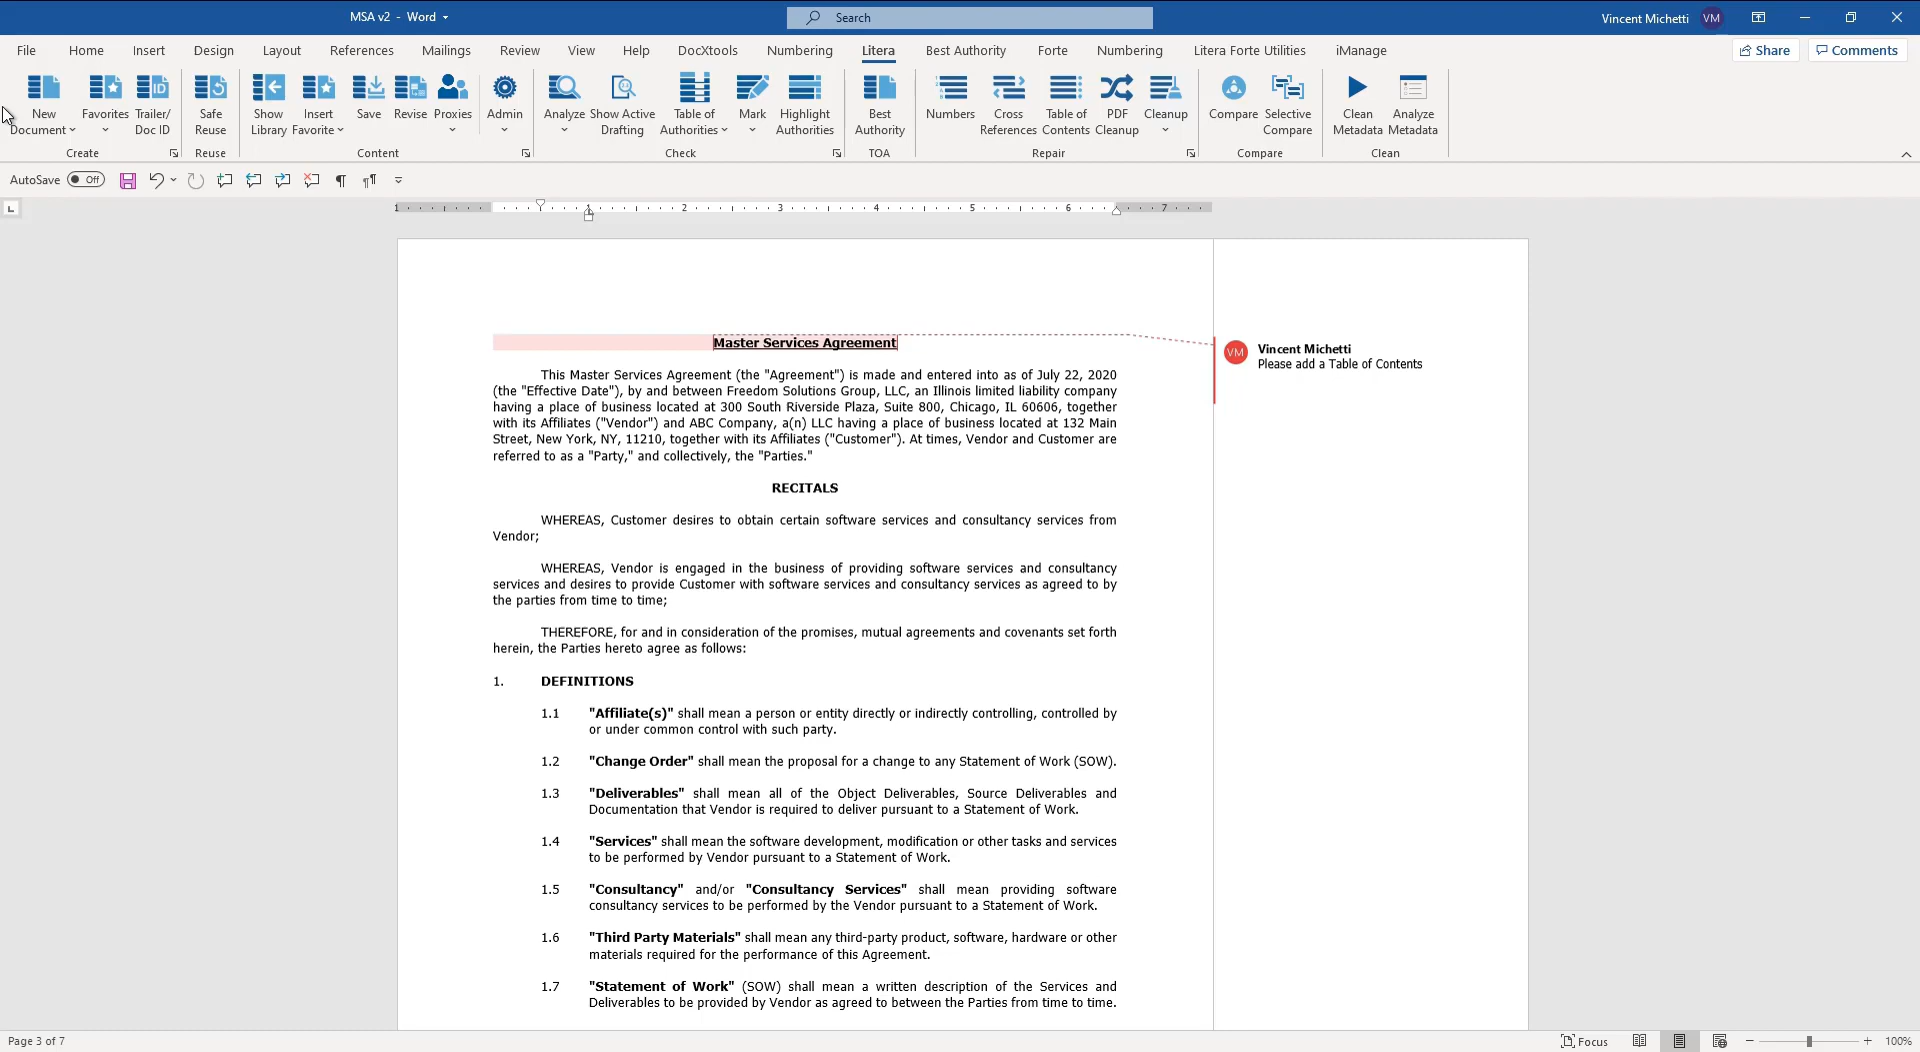 MSA v2 - Word
Search
Vincent Michetti VM
File Home Insert Design Layout References Mailings Review View Help DocXtools Numbering Litera Best Authority Forte Numbering Litera Forte Utilities iManage Share Comments
New Document
Favorites
Trailer/ Doc ID
Create
Safe Reuse
Reuse
Show Library
Insert Favorite
Save
Revise
Proxies
Admin
Content
Analyze
Show Active Drafting
Table of Authorities
Mark
Highlight Authorities
Check
Best Authority
TOA
Numbers
Cross References
Table of Contents
PDF Cleanup
Cleanup
Repair
Compare
Selective Compare
Compare
Clean Metadata
Analyze Metadata
Clean
AutoSave Off
1 1 2 3 4 5 6 7
Master Services Agreement
VM Vincent Michetti
Please add a Table of Contents
This Master Services Agreement (the "Agreement") is made and entered into as of July 22, 2020
(the "Effective Date"), by and between Freedom Solutions Group, LLC, an Illinois limited liability company
having a place of business located at 300 South Riverside Plaza, Suite 800, Chicago, IL 60606, together
with its Affiliates ("Vendor") and ABC Company, a(n) LLC having a place of business located at 132 Main
Street, New York, NY, 11210, together with its Affiliates ("Customer"). At times, Vendor and Customer are
referred to as a "Party," and collectively, the "Parties."
RECITALS
WHEREAS, Customer desires to obtain certain software services and consultancy services from
Vendor;
WHEREAS, Vendor is engaged in the business of providing software services and consultancy
services and desires to provide Customer with software services and consultancy services as agreed to by
the parties from time to time;
THEREFORE, for and in consideration of the promises, mutual agreements and covenants set forth
herein, the Parties hereto agree as follows:
1. DEFINITIONS
1.1 "Affiliate(s)" shall mean a person or entity directly or indirectly controlling, controlled by
or under common control with such party.
1.2 "Change Order" shall mean the proposal for a change to any Statement of Work (SOW).
1.3 "Deliverables" shall mean all of the Object Deliverables, Source Deliverables and
Documentation that Vendor is required to deliver pursuant to a Statement of Work.
1.4 "Services" shall mean the software development, modification or other tasks and services
to be performed by Vendor pursuant to a Statement of Work.
1.5 "Consultancy" and/or "Consultancy Services" shall mean providing software
consultancy services to be performed by the Vendor pursuant to a Statement of Work.
1.6 "Third Party Materials" shall mean any third-party product, software, hardware or other
materials required for the performance of this Agreement.
1.7 "Statement of Work" (SOW) shall mean a written description of the Services and
Deliverables to be provided by Vendor as agreed to between the Parties from time to time.
Page 3 of 7
Focus
100%